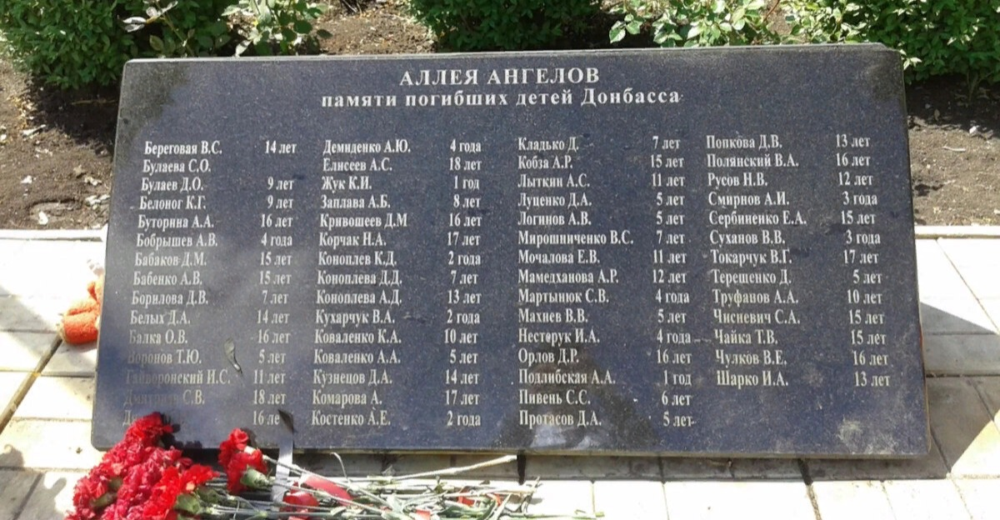 АЛЛЕЯ АНГЕЛОВ
памяти погибших детей Донбасса
Береговая В.С. 14 лет
Булаева С.О.
Булаев Д.О. 9 лет
Белоног К.Г. 9 лет
Буторина А.А. 16 лет
Бобрышев А.В. 4 года
Бабаков Д.М. 15 лет
Бабенко А.В. 15 лет
Борилова Д.В. 7 лет
Белых Д.А. 14 лет
Балка О.В. 16 лет
Воронов Т.Ю. 5 лет
Гайворонский И.С. 11 лет
Дмитриян С.В. 18 лет
16 ле
Демиденко А.Ю. 4 года
Елисеев А.С. 18 лет
Жук К.И. 1 год
Заплава А.Б. 8 лет
Кривошеев Д.М 16 лет
Корчак Н.А. 17 лет
Коноплев К.Д. 2 года
Коноплева Д.Д. 7 лет
Коноплева А.Д. 13 лет
Кухарчук В.А. 2 года
Коваленко К.А. 10 лет
Коваленко А.А. 5 лет
Кузнецов Д.А. 14 лет
Комарова А. 17 лет
Костенко А.Е. 2 года
Кладько Д. 7 лет
Кобза А.Р. 15 лет
Лыткин А.С. 11 лет
Луценко Д.А. 5 лет
Логинов А.В. 5 лет
Мирошниченко В.С. 7 лет
Мочалова Е.В. 11 лет
Мамедханова А.Р. 12 лет
Мартынюк С.В. 4 года
Махнев В.В. 5 лет
Нестерук И.А. 4 года
Орлов Д.Р. 16 лет
Подлибская А.А. 1 год
Пивень С.С. 6 лет
Протасов Д.А. 5 лет
Попкова Д.В. 13 лет
Полянский В.А. 16 лет
Русов Н.В. 12 лет
Смирнов А.И. 3 года
Сербиненко Е.А. 15 лет
Суханов В.В. 3 года
Токарчук В.Г. 17 лет
Терещенко Д. 5 лет
Труфанов А.А. 10 лет
Чисневич С.А. 15 лет
Чайка Т.В. 15 лет
Чулков В.Е. 16 лет
Шарко И.А. 13 лет